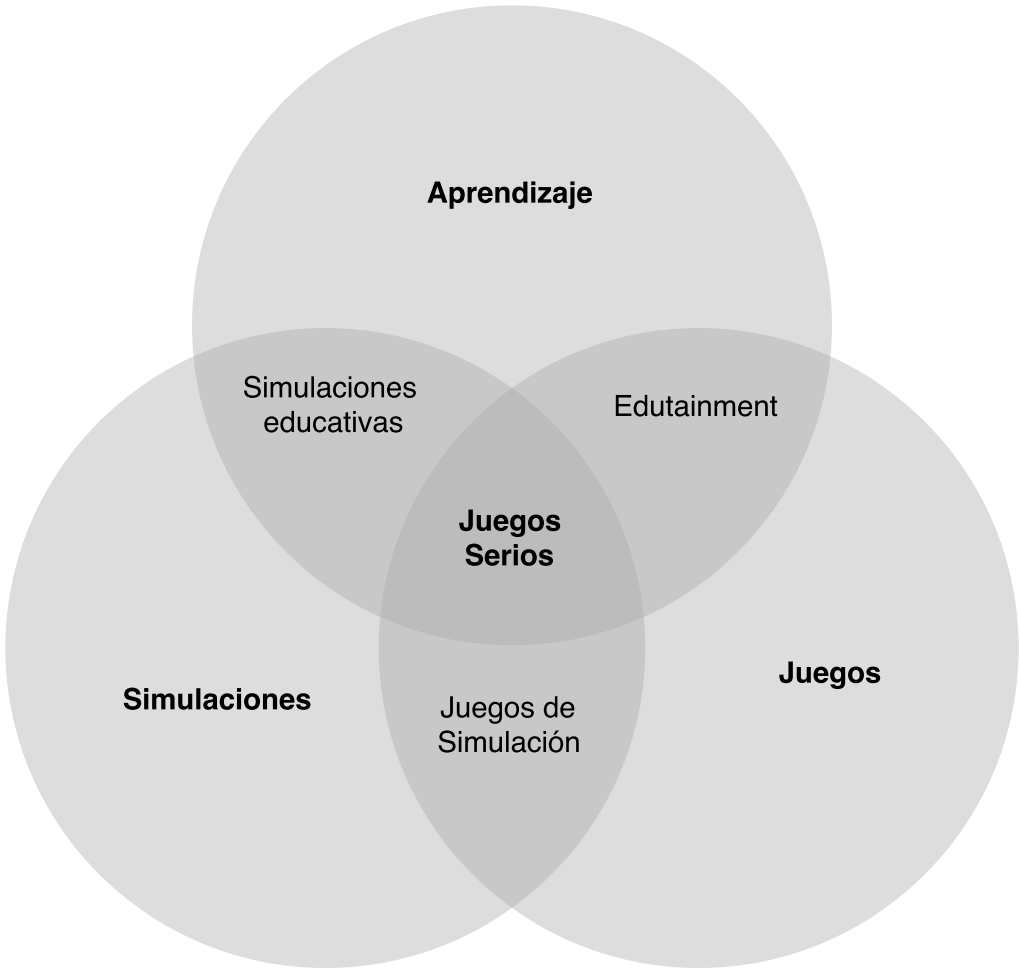 Aprendizaje
Simulaciones
educativas
Edutainment
Juegos
Serios
Simulaciones
Juegos
Juegos de
Simulación